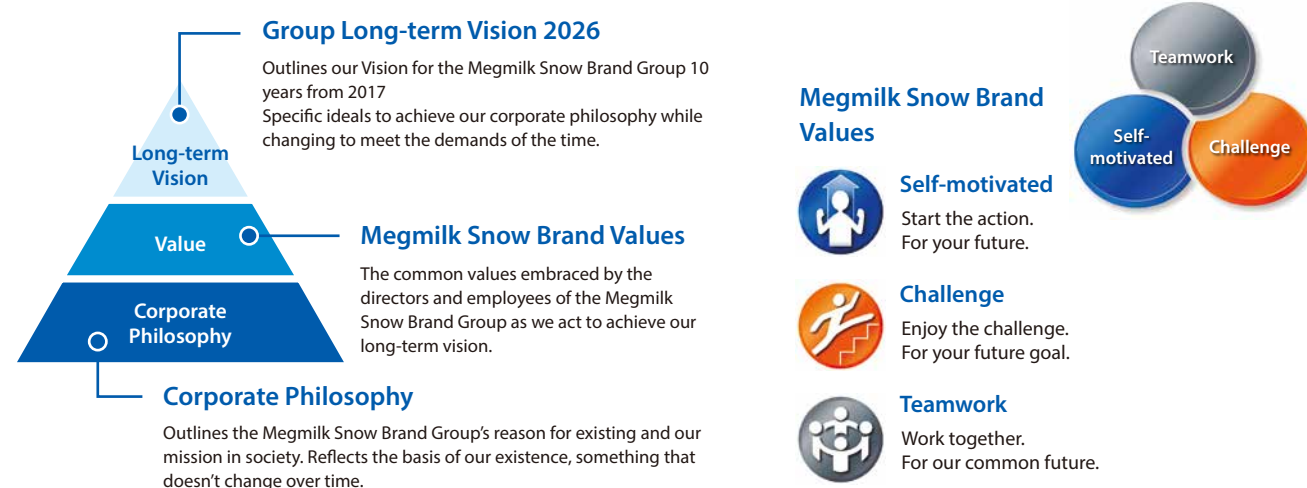 Group Long-term Vision 2026
Outlines our Vision for the Megmilk Snow Brand Group 10
years from 2017
Specific ideals to achieve our corporate philosophy while
changing to meet the demands of the time.
Long-term
Vision
Value
Megmilk Snow Brand Values
The common values embraced by the
directors and employees of the Megmilk
Snow Brand Group as we act to achieve our
long-term vision.
Corporate
Philosophy
Corporate Philosophy
Outlines the Megmilk Snow Brand Group’s reason for existing and our
mission in society. Reflects the basis of our existence, something that
doesn’t change over time.
Megmilk Snow Brand
Values
Teamwork
Self-
motivated
Challenge
Self-motivated
Start the action.
For your future.
Challenge
Enjoy the challenge.
For your future goal.
Teamwork
Work together.
For our common future.